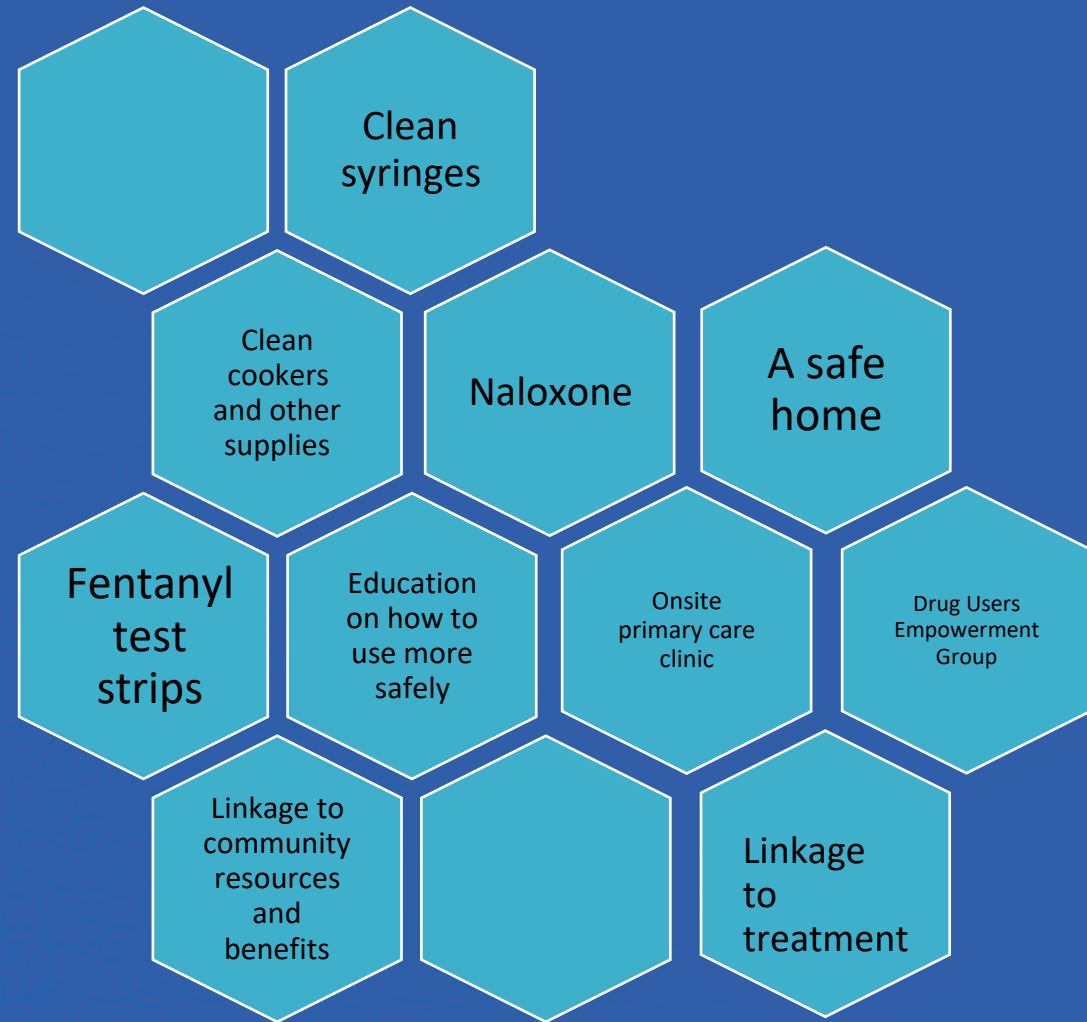 Clean
syringes
Clean
cookers
and other
supplies
Naloxone
A safe
home
Fentanyl
test
strips
Education
on how to
use more
safely
Onsite
primary care
clinic
Drug Users
Empowerment
Group
Linkage to
community
resources
and
benefits
Linkage
to
treatment